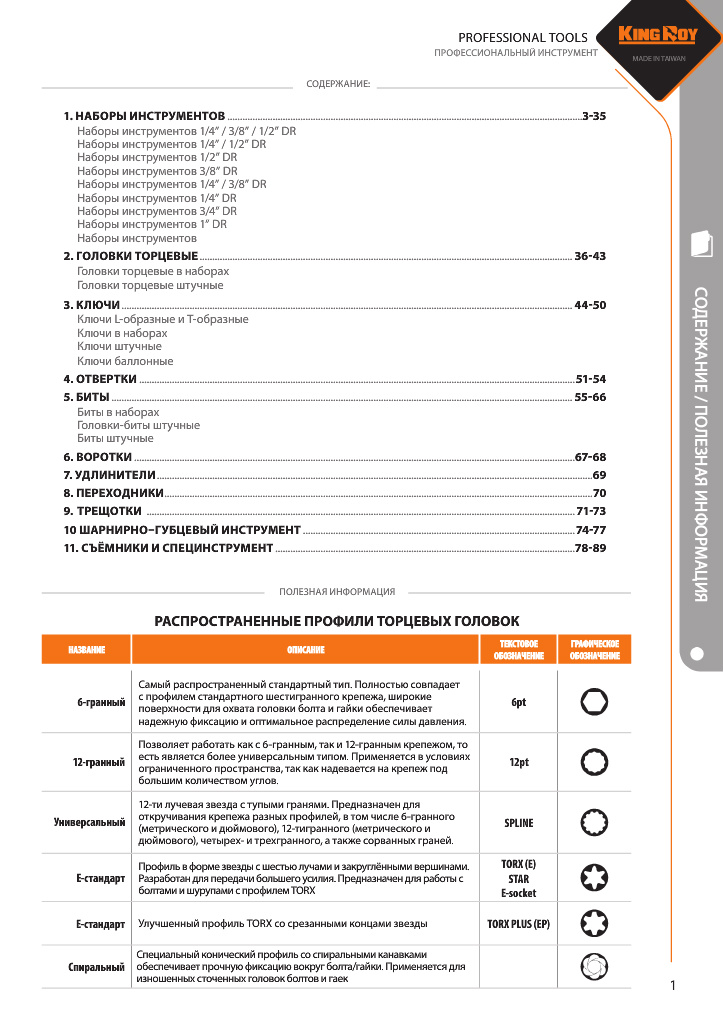 PROFESSIONAL TOOLS
ПРОФЕССИОНАЛЬНЫЙ ИНСТРУМЕНТ
KING ROY
MADE IN TAIWAN
СОДЕРЖАНИЕ:
1. НАБОРЫ ИНСТРУМЕНТОВ 3-35
Наборы инструментов 1/4” / 3/8” / 1/2” DR
Наборы инструментов 1/4” / 1/2” DR
Наборы инструментов 1/2” DR
Наборы инструментов 3/8” DR
Наборы инструментов 1/4” / 3/8” DR
Наборы инструментов 1/4” DR
Наборы инструментов 3/4” DR
Наборы инструментов 1” DR
Наборы инструментов
2. ГОЛОВКИ ТОРЦЕВЫЕ 36-43
Головки торцевые в наборах
Головки торцевые штучные
3. КЛЮЧИ 44-50
Ключи L-образные и T-образные
Ключи в наборах
Ключи штучные
Ключи баллонные
4. ОТВЕРТКИ 51-54
5. БИТЫ 55-66
Биты в наборах
Головки-биты штучные
Биты штучные
6. ВОРОТКИ 67-68
7. УДЛИНИТЕЛИ 69
8. ПЕРЕХОДНИКИ 70
9. ТРЕЩОТКИ 71-73
10 ШАРНИРНО–ГУБЦЕВЫЙ ИНСТРУМЕНТ 74-77
11. СЪЁМНИКИ И СПЕЦИНСТРУМЕНТ 78-89
СОДЕРЖАНИЕ / ПОЛЕЗНАЯ ИНФОРМАЦИЯ
ПОЛЕЗНАЯ ИНФОРМАЦИЯ
РАСПРОСТРАНЕННЫЕ ПРОФИЛИ ТОРЦЕВЫХ ГОЛОВОК
НАЗВАНИЕ
ОПИСАНИЕ
ТЕКСТОВОЕ
ОБОЗНАЧЕНИЕ
ГРАФИЧЕСКОЕ
ОБОЗНАЧЕНИЕ
6-гранный
Самый распространенный стандартный тип. Полностью совпадает
с профилем стандартного шестигранного крепежа, широкие
поверхности для охвата головки болта и гайки обеспечивает
надежную фиксацию и оптимальное распределение силы давления.
6pt
12-гранный
Позволяет работать как с 6-гранным, так и 12-гранным крепежом, то
есть является более универсальным типом. Применяется в условиях
ограниченного пространства, так как надевается на крепеж под
большим количеством углов.
12pt
Универсальный
12-ти лучевая звезда с тупыми гранями. Предназначен для
откручивания крепежа разных профилей, в том числе 6-гранного
(метрического и дюймового), 12-тигранного (метрического и
дюймового), четырех- и трехгранного, а также сорванных граней.
SPLINE
Е-стандарт
Профиль в форме звезды с шестью лучами и закруглёнными вершинами.
Разработан для передачи большего усилия. Предназначен для работы с
болтами и шурупами с профилем TORX
TORX (E)
STAR
E-socket
Е-стандарт
Улучшенный профиль TORX со срезанными концами звезды
TORX PLUS (EP)
Спиральный
Специальный конический профиль со спиральными канавками
обеспечивает прочную фиксацию вокруг болта/гайки. Применяется для
изношенных сточенных головок болтов и гаек
1